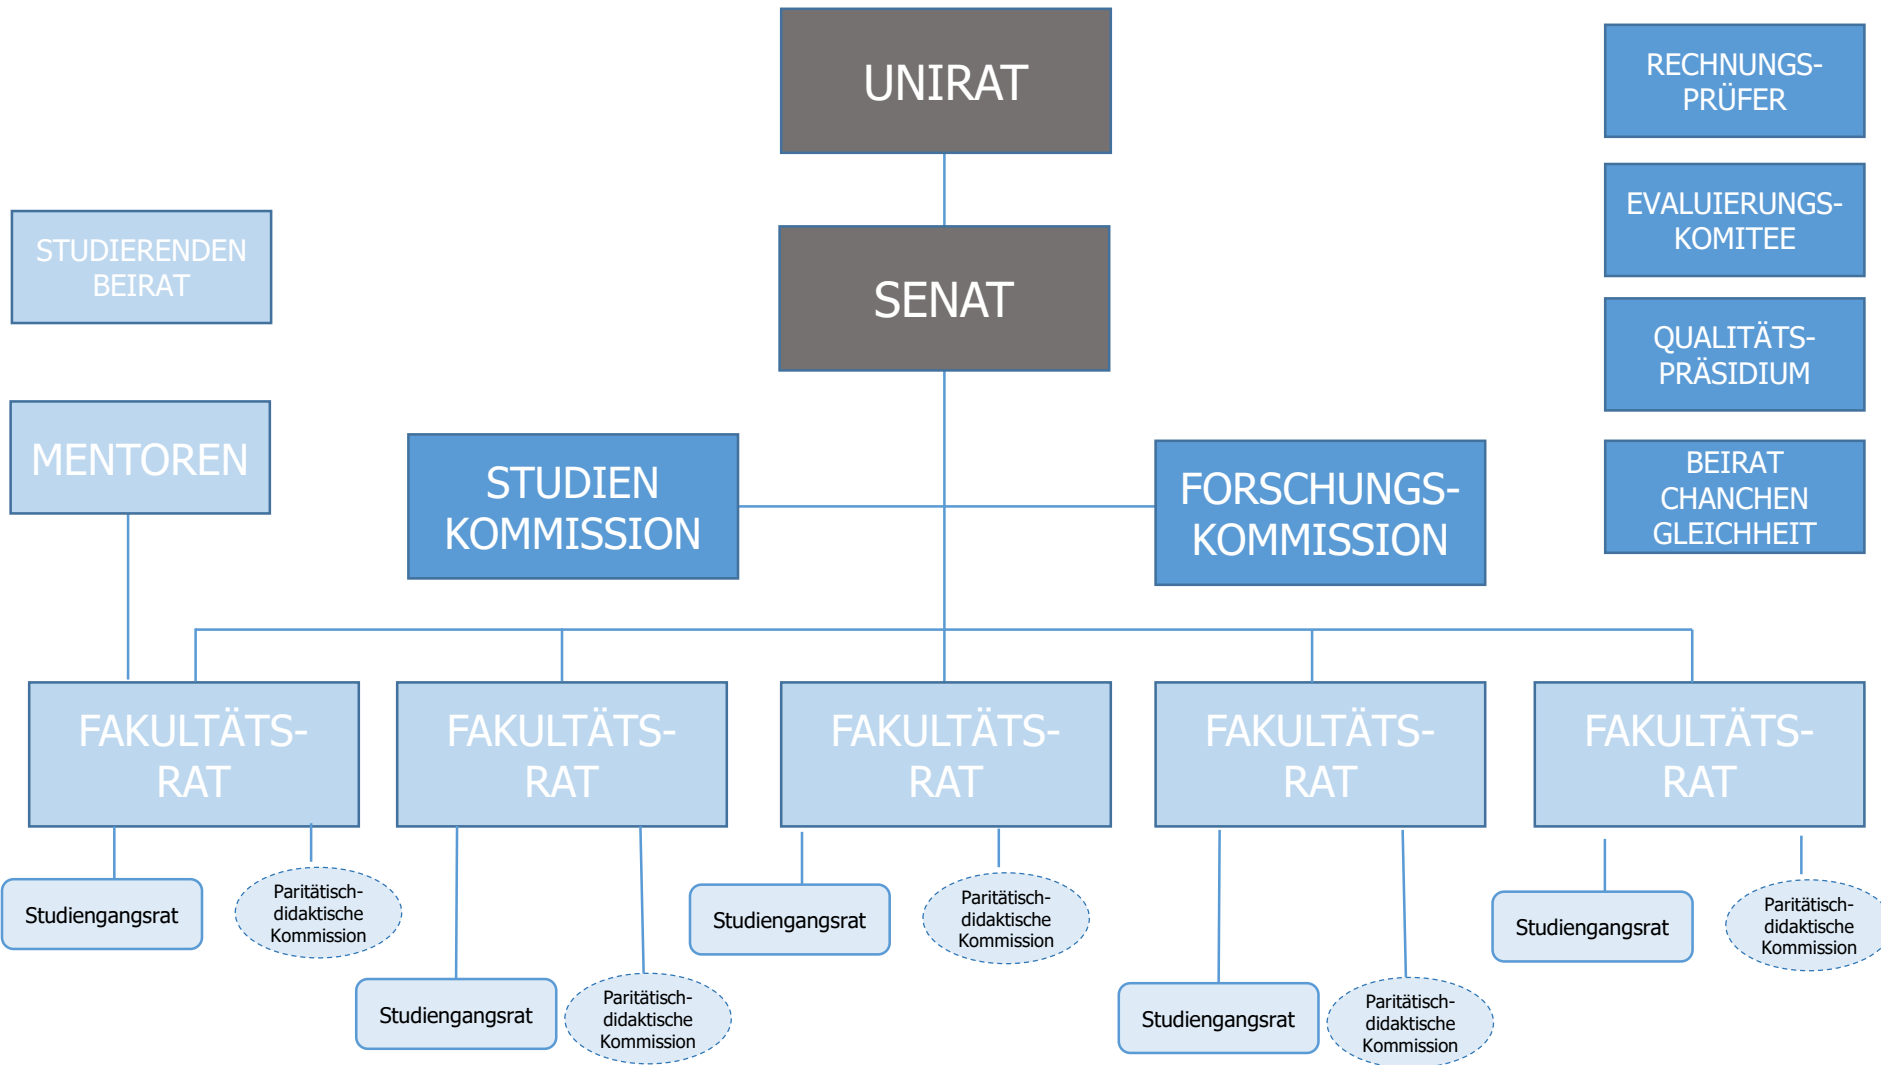 UNIRAT
RECHNUNGS-
PRÜFER
EVALUIERUNGS-
KOMITEE
STUDIERENDEN
BEIRAT
SENAT
QUALITÄTS-
PRÄSIDIUM
MENTOREN
STUDIEN
KOMMISSION
FORSCHUNGS-
KOMMISSION
BEIRAT
CHANCHEN
GLEICHHEIT
FAKULTÄTS-
RAT
FAKULTÄTS-
RAT
FAKULTÄTS-
RAT
FAKULTÄTS-
RAT
FAKULTÄTS-
RAT
Studiengangsrat
Paritätisch-
didaktische
Kommission
Studiengangsrat
Paritätisch-
didaktische
Kommission
Studiengangsrat
Paritätisch-
didaktische
Kommission
Studiengangsrat
Paritätisch-
didaktische
Kommission
Studiengangsrat
Paritätisch-
didaktische
Kommission